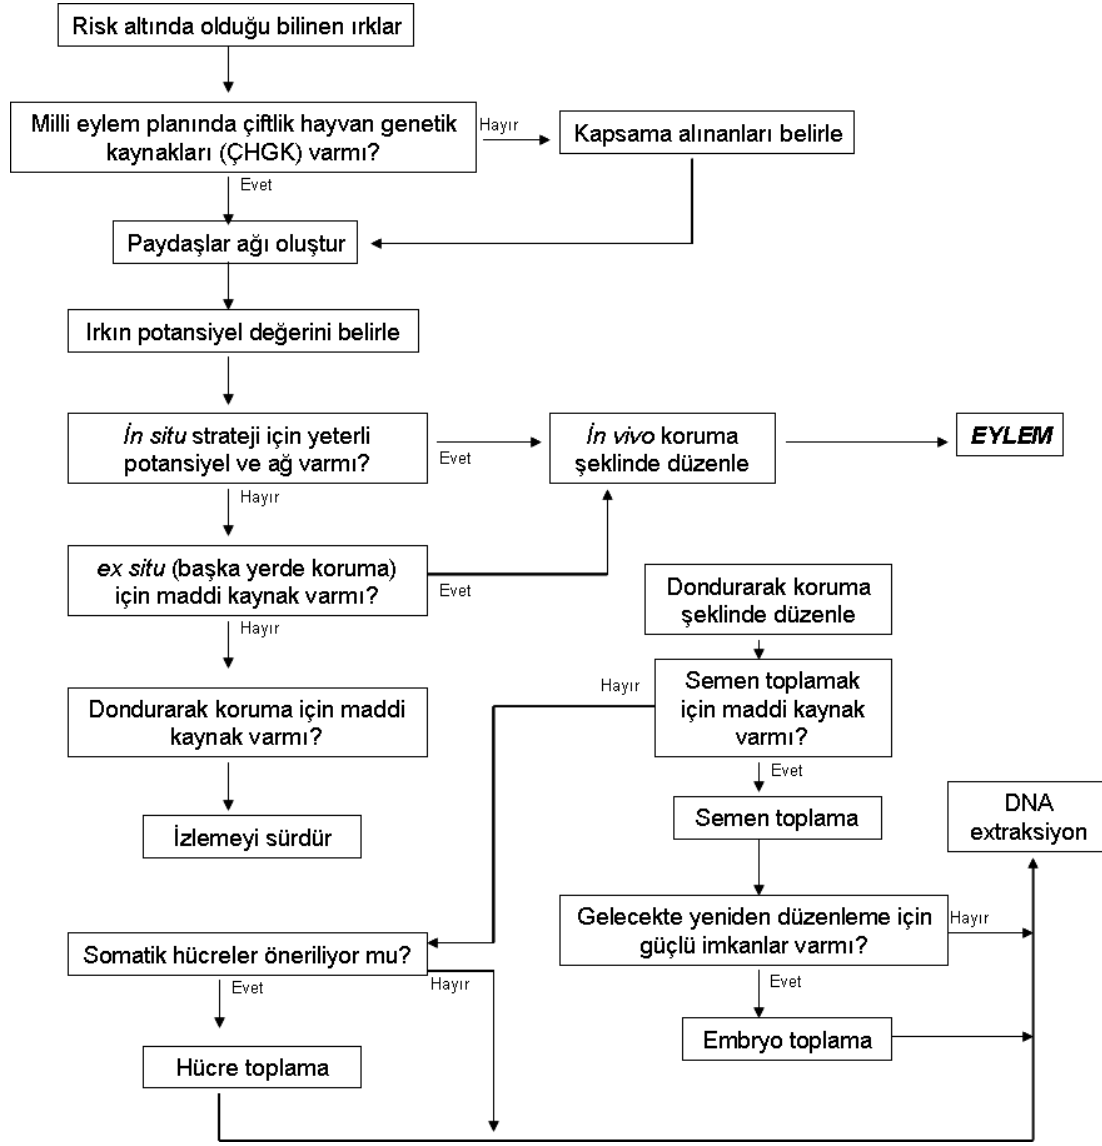 Risk altında olduğu bilinen ırklar
Milli eylem planında çiftlik hayvan genetik
kaynakları (ÇHGK) varmı?
Hayır
Kapsama alınanları belirle
Evet
Paydaşlar ağı oluştur
Irkın potansiyel değerini belirle
İn situ strateji için yeterli
potansiyel ve ağ varmı?
Evet
İn vivo koruma
şeklinde düzenle
EYLEM
Hayır
ex situ (başka yerde koruma)
için maddi kaynak varmı?
Evet
Hayır
Dondurarak koruma için maddi
kaynak varmı?
İzlemeyi sürdür
Dondurarak koruma
şeklinde düzenle
Semen toplamak
için maddi kaynak
varmı?
Hayır
Evet
Semen toplama
DNA
extraksiyon
Gelecekte yeniden düzenleme için
güçlü imkanlar varmı?
Hayır
Evet
Embryo toplama
Somatik hücreler öneriliyor mu?
Evet
Hayır
Hücre toplama